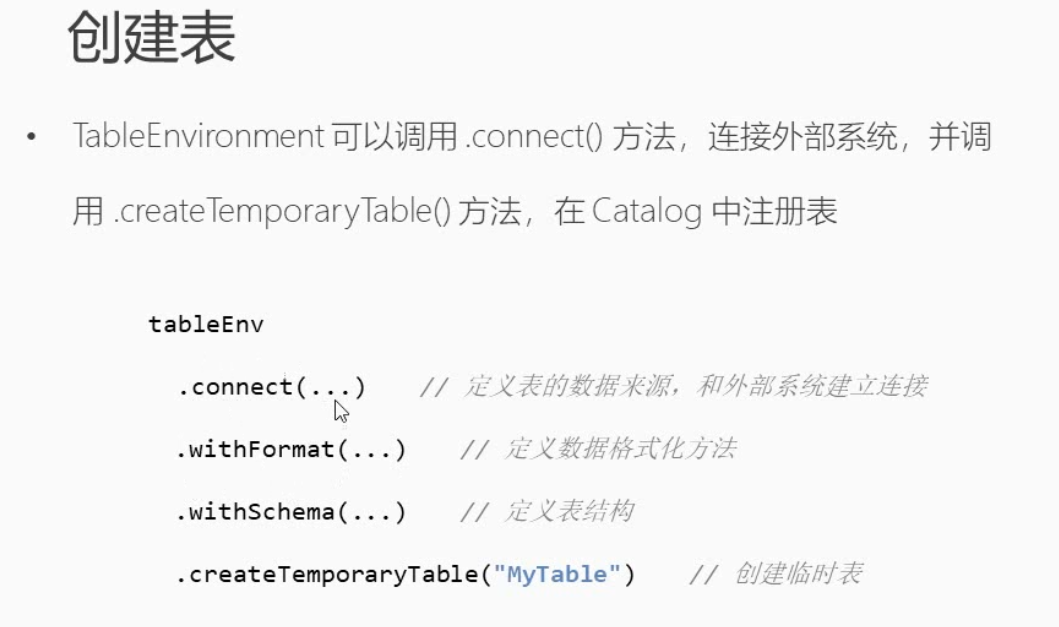 创建表
• TableEnvironment 可以调用 .connect() 方法，连接外部系统，并调
用 .createTemporaryTable() 方法，在 Catalog 中注册表
tableEnv
.connect(...) // 定义表的数据来源，和外部系统建立连接
.withFormat(...) // 定义数据格式化方法
.withSchema(...) // 定义表结构
.createTemporaryTable("MyTable") // 创建临时表